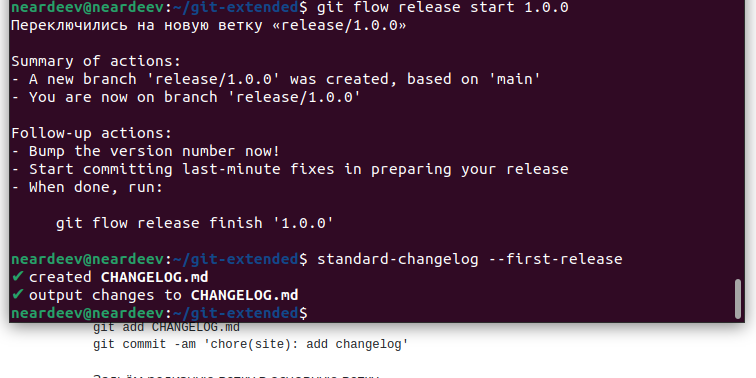 neardeev@neardeev:~/git-extended$ git flow release start 1.0.0
Переключились на новую ветку «release/1.0.0»
Summary of actions:
- A new branch 'release/1.0.0' was created, based on 'main'
- You are now on branch 'release/1.0.0'
Follow-up actions:
- Bump the version number now!
- Start committing last-minute fixes in preparing your release
- When done, run:
git flow release finish '1.0.0'
neardeev@neardeev:~/git-extended$ standard-changelog --first-release
✔ created CHANGELOG.md
✔ output changes to CHANGELOG.md
neardeev@neardeev:~/git-extended$
git add CHANGELOG.md
git commit -am 'chore(site): add changelog'